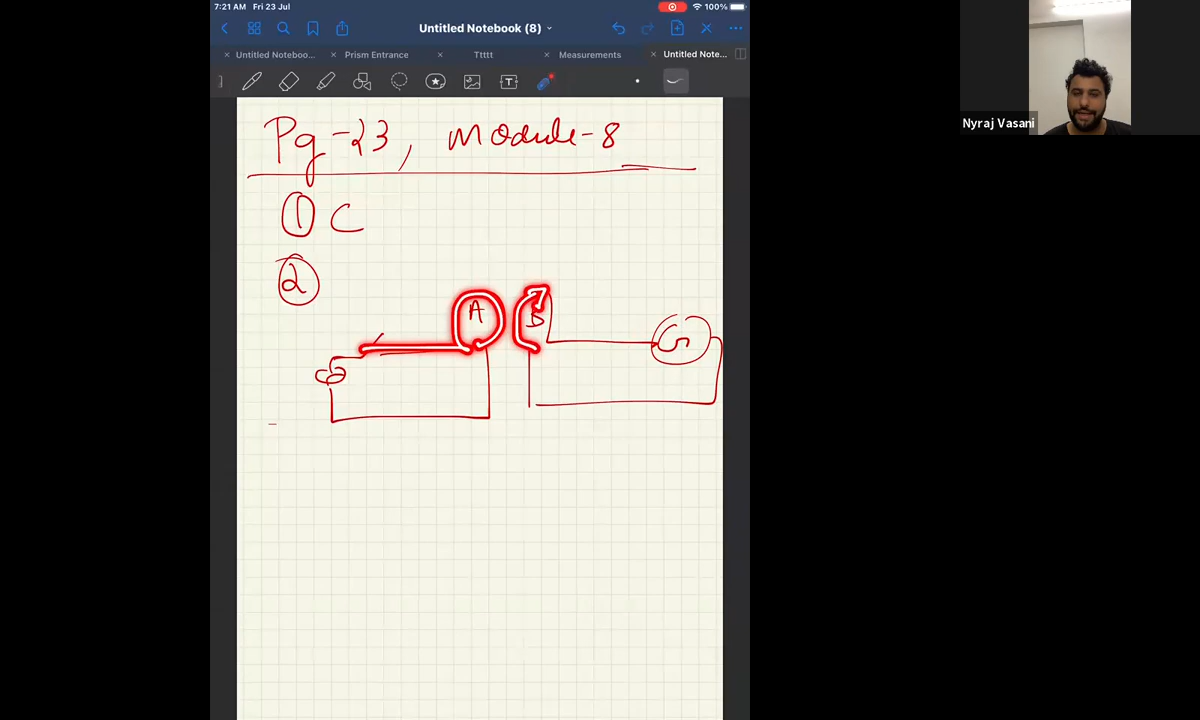 7:21 AM Fri 23 Jul
100%
Untitled Notebook (8)
Untitled Noteboo...
Prism Entrance
Ttttt
Measurements
Untitled Note...
T
Nyraj Vasani
Pg-23, Module-8
① C
②
A
B
G